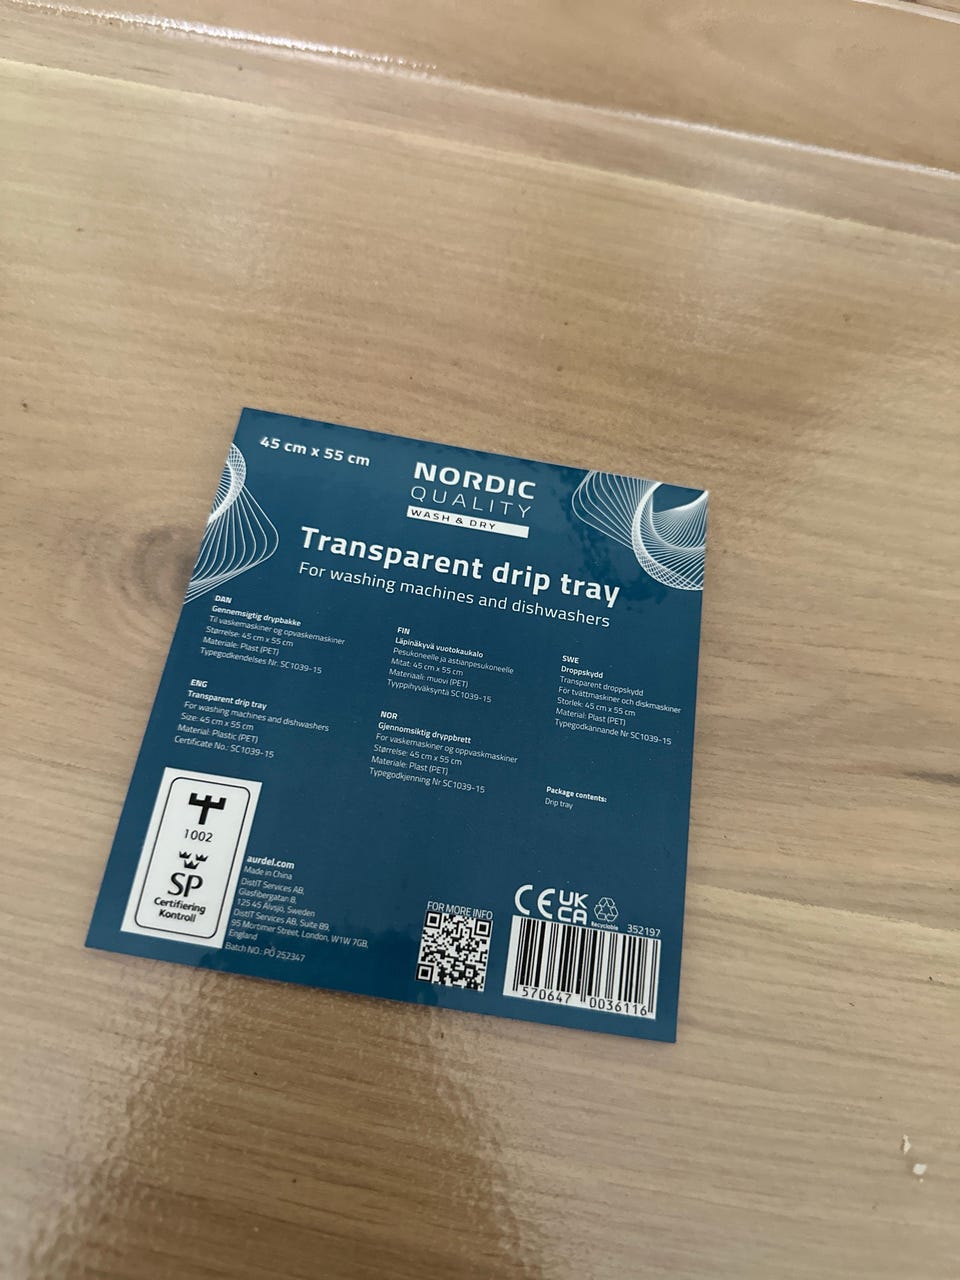 45 cm x 55 cm
NORDIC
QUALITY
WASH & DRY
Transparent drip tray
For washing machines and dishwashers
DAN
Gennemsigtig drypbakke
Til vaskemaskiner og opvaskemaskiner
Størrelse: 45 cm x 55 cm
Materiale: Plast (PET)
Typegodkendelses Nr. SC1039-15
ENG
Transparent drip tray
For washing machines and dishwashers
Size: 45 cm x 55 cm
Material: Plastic (PET)
Certificate No.: SC1039-15
FIN
Läpinäkyvä vuotokaukalo
Pesukoneelle ja astianpesukoneelle
Mitat: 45 cm x 55 cm
Materiaali: muovi (PET)
Tyyppihyväksyntä SC1039-15
NOR
Gjennomsiktig dryppbrett
For vaskemaskiner og oppvaskmaskiner
Størrelse: 45 cm x 55 cm
Materiale: Plast (PET)
Typegodkjenning Nr SC1039-15
SWE
Droppskydd
Transparent droppskydd
För tvättmaskiner och diskmaskiner
Storlek: 45 cm x 55 cm
Material: Plast (PET)
Typegodkännande Nr SC1039-15
Package contents:
Drip tray
1002
SP
Certifiering
Kontroll
aurdel.com
Made in China
DistIT Services AB,
Glasfibergatan 8,
125 45 Älvsjö, Sweden
DistIT Services AB, Suite B9,
95 Mortimer Street, London, W1W 7GB,
England
Batch NO.: PO 252347
FOR MORE INFO
CE
UK
CA
Recyclable
352197
570647 0036116